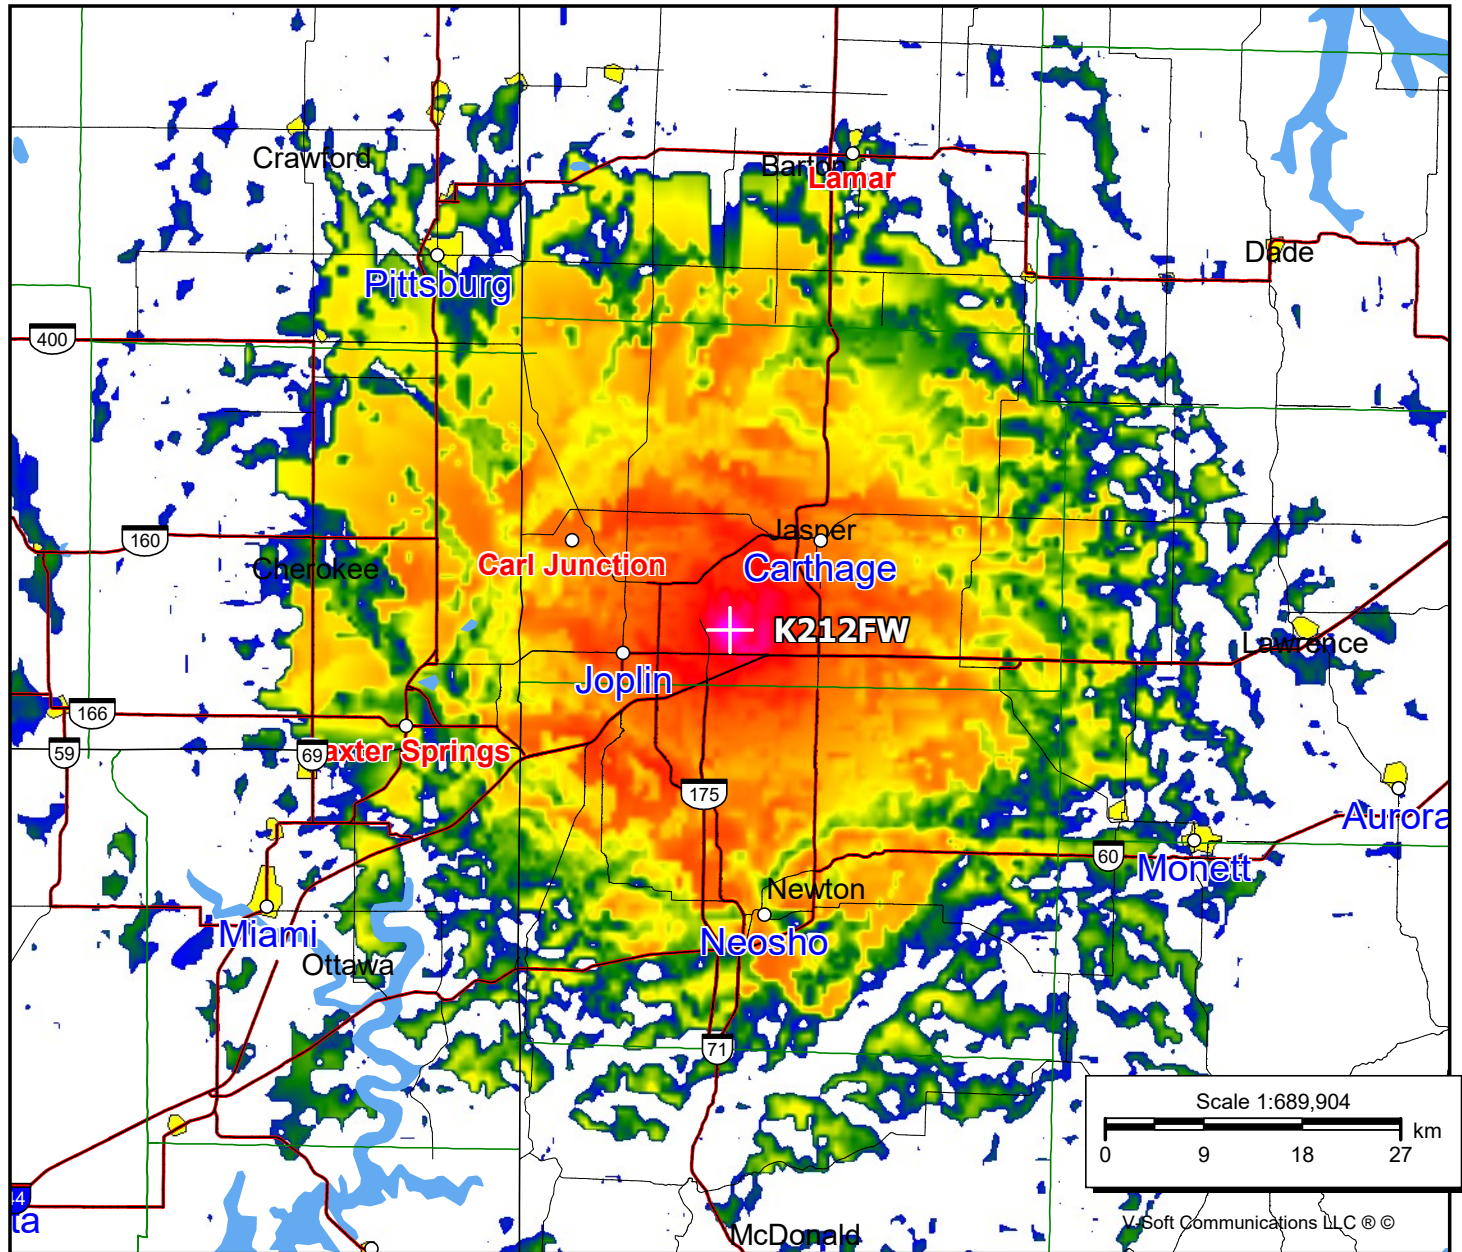 Crawford
Barton
Lamar
Dade
Pittsburg
400
Jasper
160
Carl Junction
Carthage
Cherokee
K212FW
Lawrence
Joplin
166
59
69
axter Springs
175
Aurora
60
Monett
Newton
Miami
Neosho
Ottawa
71
Scale 1:689,904
km
0 9 18 27
4
ta
V-Soft Communications LLC ® ©
McDonald